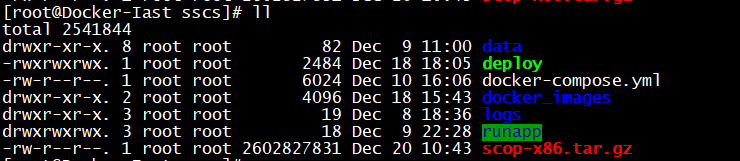 [root@Docker-Iast sscs]# ll
total 2541844
drwxr-xr-x. 8 root root         82 Dec  9 11:00 data
-rwxrwxrwx. 1 root root       2484 Dec 18 18:05 deploy
-rw-r--r--. 1 root root       6024 Dec 10 16:06 docker-compose.yml
drwxr-xr-x. 2 root root       4096 Dec 18 15:43 docker_images
drwxr-xr-x. 3 root root         19 Dec  8 18:36 logs
drwxrwxrwx. 3 root root         18 Dec  9 22:28 runapp
-rw-r--r--. 1 root root 2602827831 Dec 20 10:43 scop-x86.tar.gz